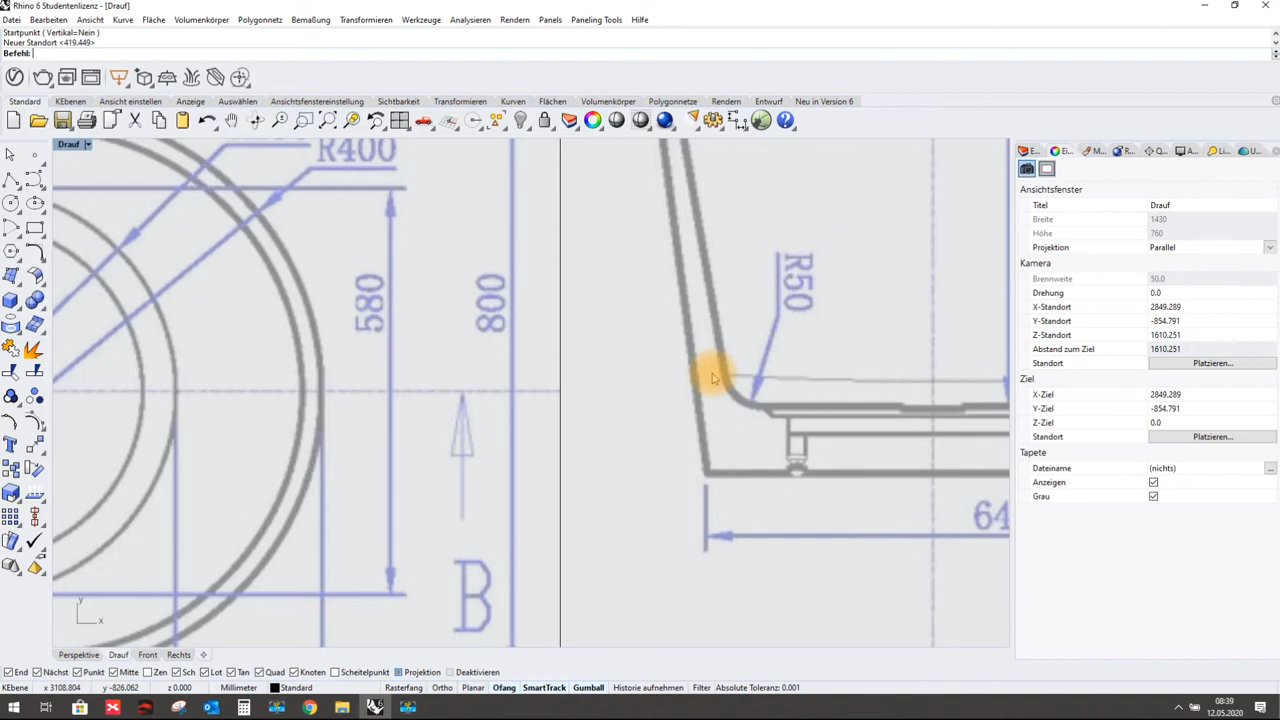 Rhino 6 Studentenlizenz - [Drauf]
Datei Bearbeiten Ansicht Kurve Fläche Volumenkörper Polygonnetz Bemaßung Transformieren Werkzeuge Analysieren Rendern Panels Paneling Tools Hilfe
Startpunkt ( Vertikal=Nein )
Neuer Standort <419.449>
Befehl:
Standard KEbenen Ansicht einstellen Anzeige Auswählen Ansichtsfenstereinstellung Sichtbarkeit Transformieren Kurven Flächen Volumenkörper Polygonnetze Rendern Entwurf Neu in Version 6
Drauf
E... Ei... M... R... Q... A... Li... U...
Ansichtsfenster
Titel Drauf
Breite 1430
Höhe 760
Projektion Parallel
Kamera
Brennweite 50.0
Drehung 0.0
X-Standort 2849.289
Y-Standort -854.791
Z-Standort 1610.251
Abstand zum Ziel 1610.251
Standort Platzieren...
Ziel
X-Ziel 2849.289
Y-Ziel -854.791
Z-Ziel 0.0
Standort Platzieren...
Tapete
Dateiname (nichts) ...
Anzeigen
Grau
R400
580
800
R50
64
B
y
x
Perspektive Drauf Front Rechts
End Nächst Punkt Mitte Zen Sch Lot Tan Quad Knoten Scheitelpunkt Projektion Deaktivieren
KEbene x 3108.804 y -826.062 z 0.000 Millimeter Standard Rasterfang Ortho Planar Ofang SmartTrack Gumball Historie aufnehmen Filter Absolute Toleranz: 0.001
08:39
12.05.2020